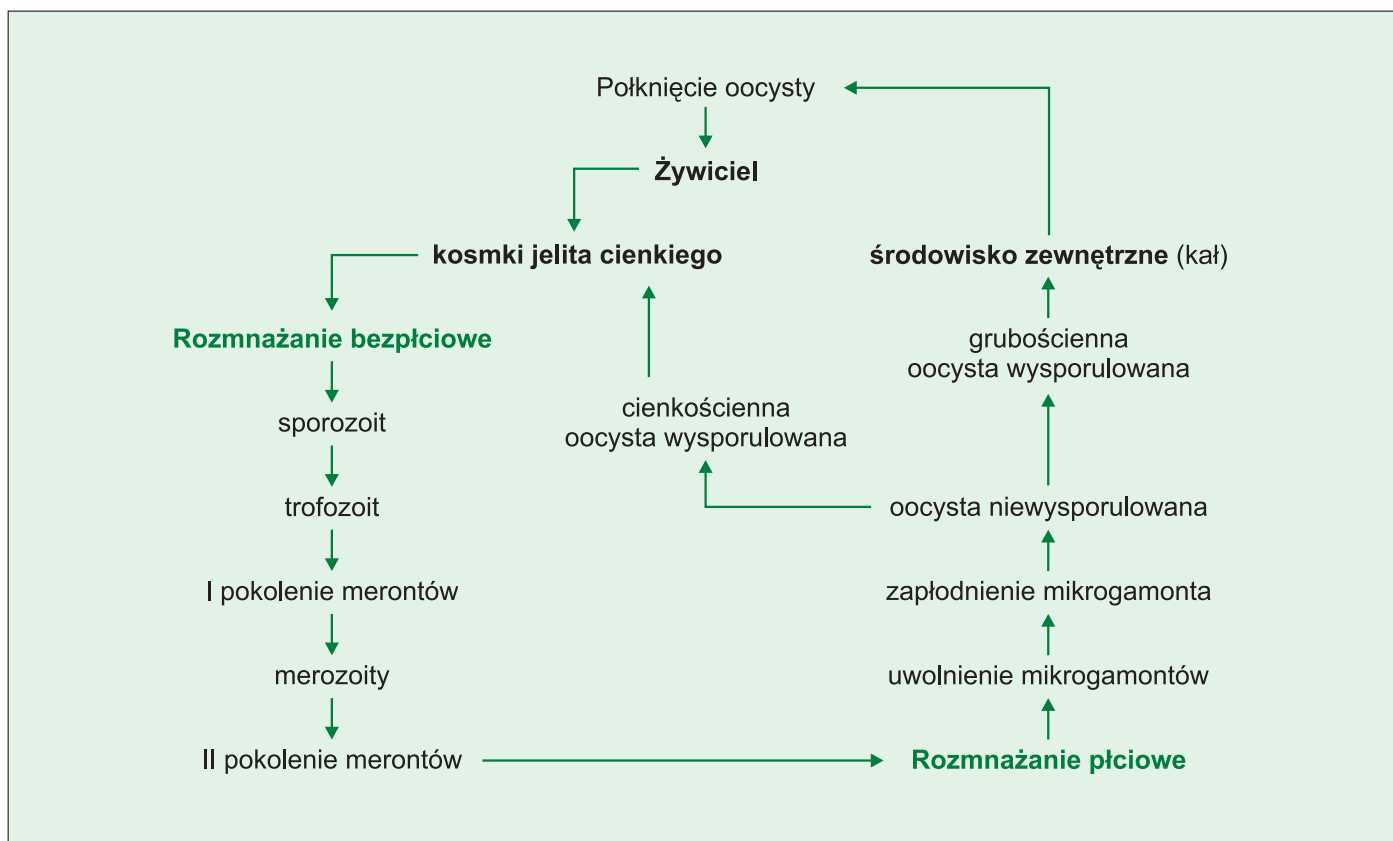 Połknięcie oocysty
Żywiciel
kosmki jelita cienkiego
środowisko zewnętrzne (kał)
Rozmnażanie bezpłciowe
sporozoit
trofozoit
I pokolenie merontów
merozoity
II pokolenie merontów
cienkościenna
oocysta wysporulowana
grubościenna
oocysta wysporulowana
oocysta niewysporulowana
zapłodnienie mikrogamonta
uwolnienie mikrogamontów
Rozmnażanie płciowe